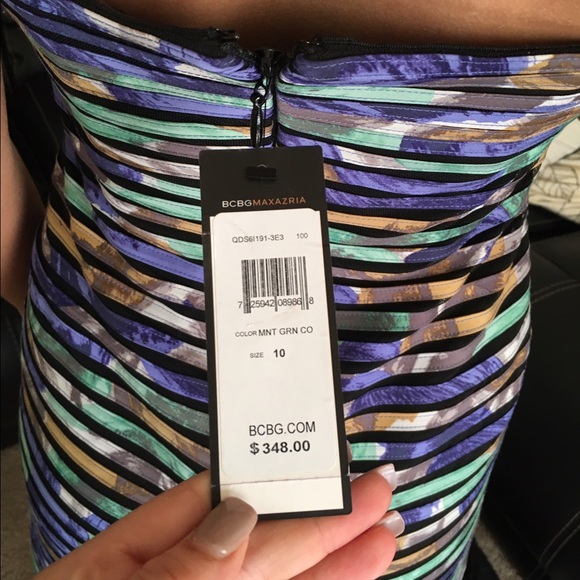 BCBGMAXAZRIA
QDS6I191-3E3 100
7 25942 08986 8
COLOR MNT GRN CO
SIZE 10
BCBG.COM
$348.00